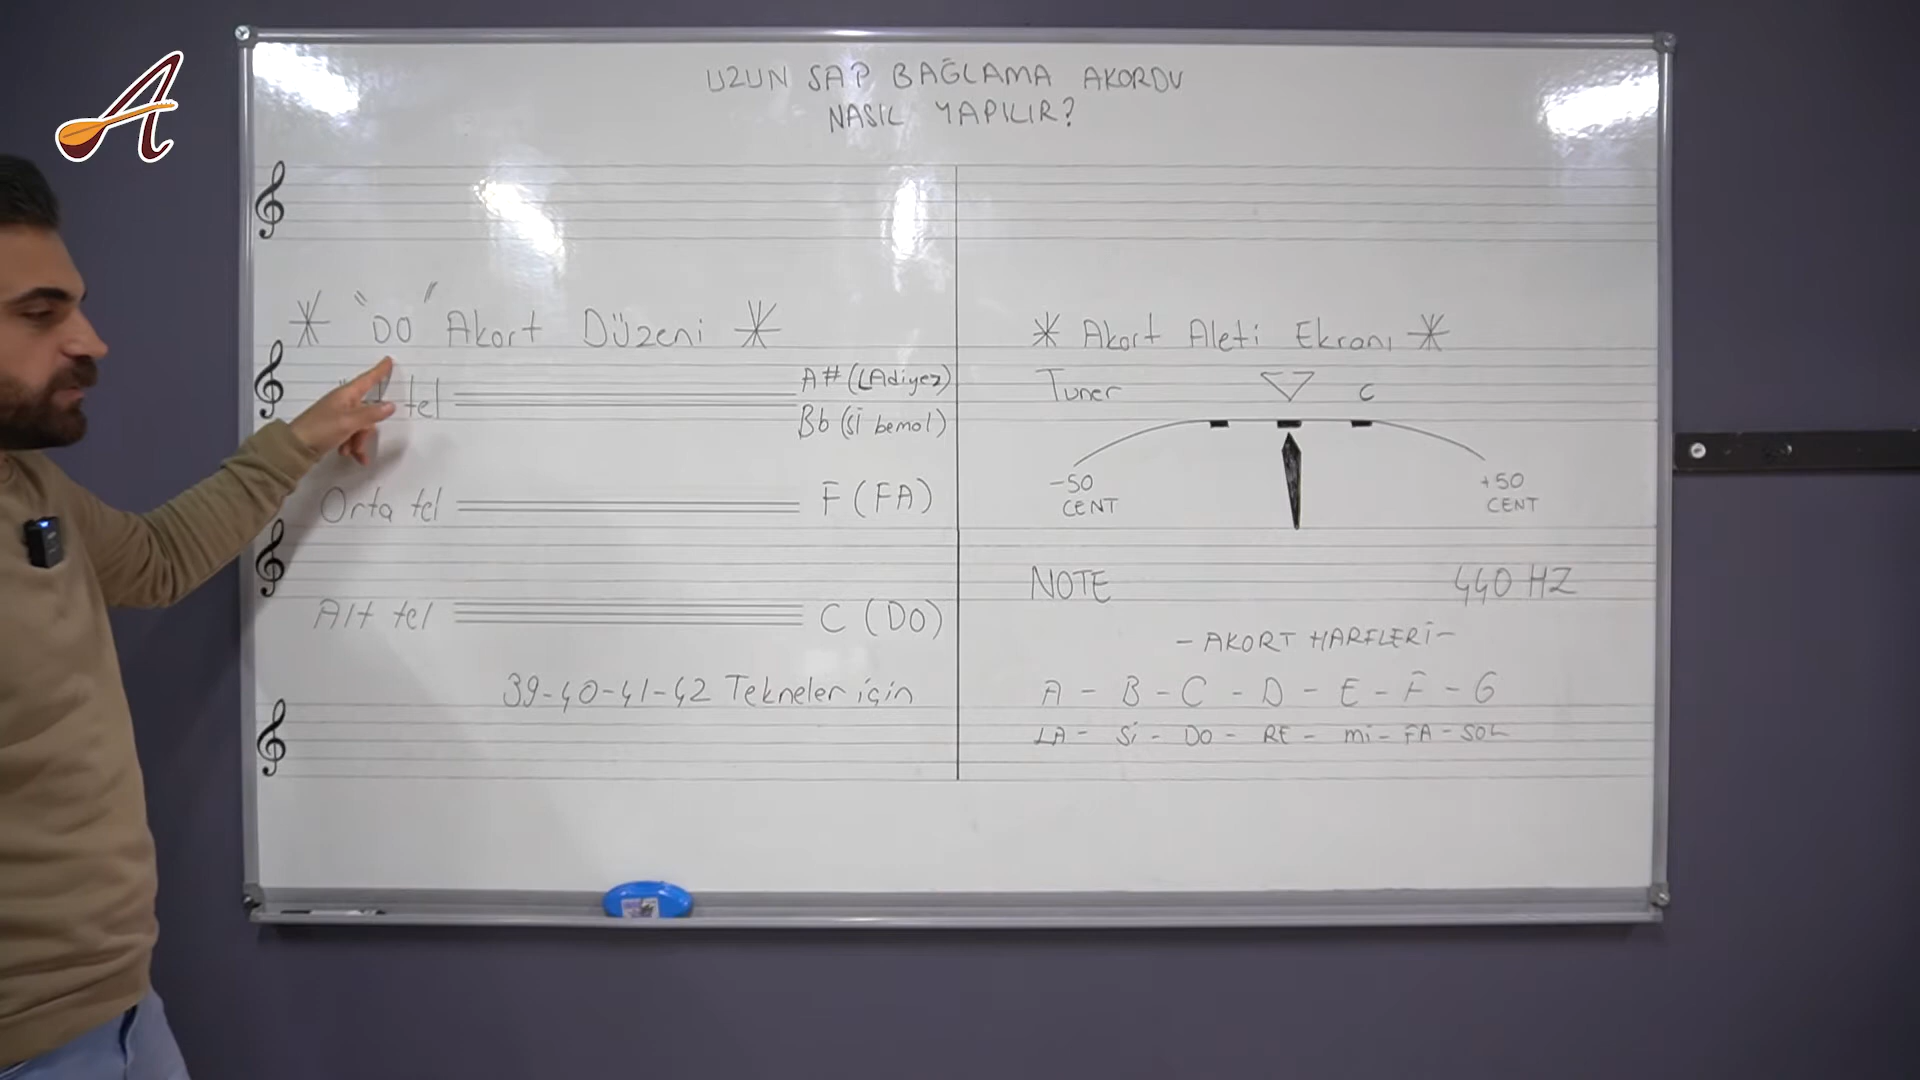 UZUN SAP BAĞLAMA AKORDU
NASIL YAPILIR?
"DO" Akort Düzeni
tel
A# (LAdiyez)
Bb (Si bemol)
Orta tel
F (FA)
Alt tel
C (DO)
39-40-41-42 Tekneler için
Akort Aleti Ekranı
Tuner
C
-50
CENT
+50
CENT
NOTE
440 HZ
- AKORT HARFLERİ -
A - B - C - D - E - F - G
LA - Si - DO - RE - mi - FA - SOL